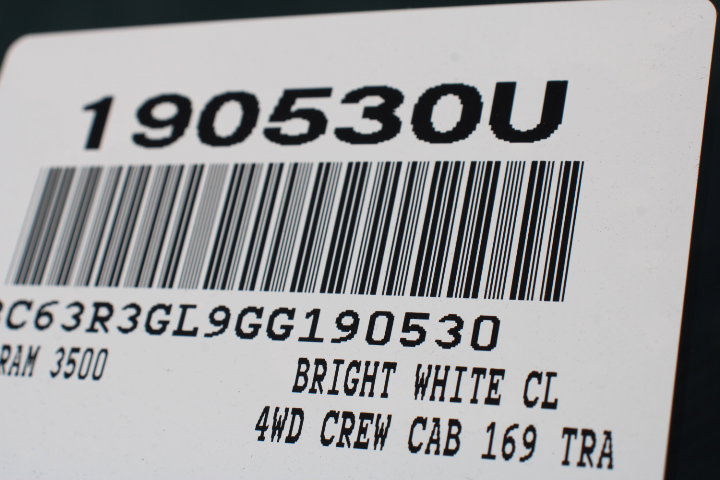 190530U
C63R3GL9GG190530
RAM 3500
BRIGHT WHITE CL
4WD CREW CAB 169 TRA